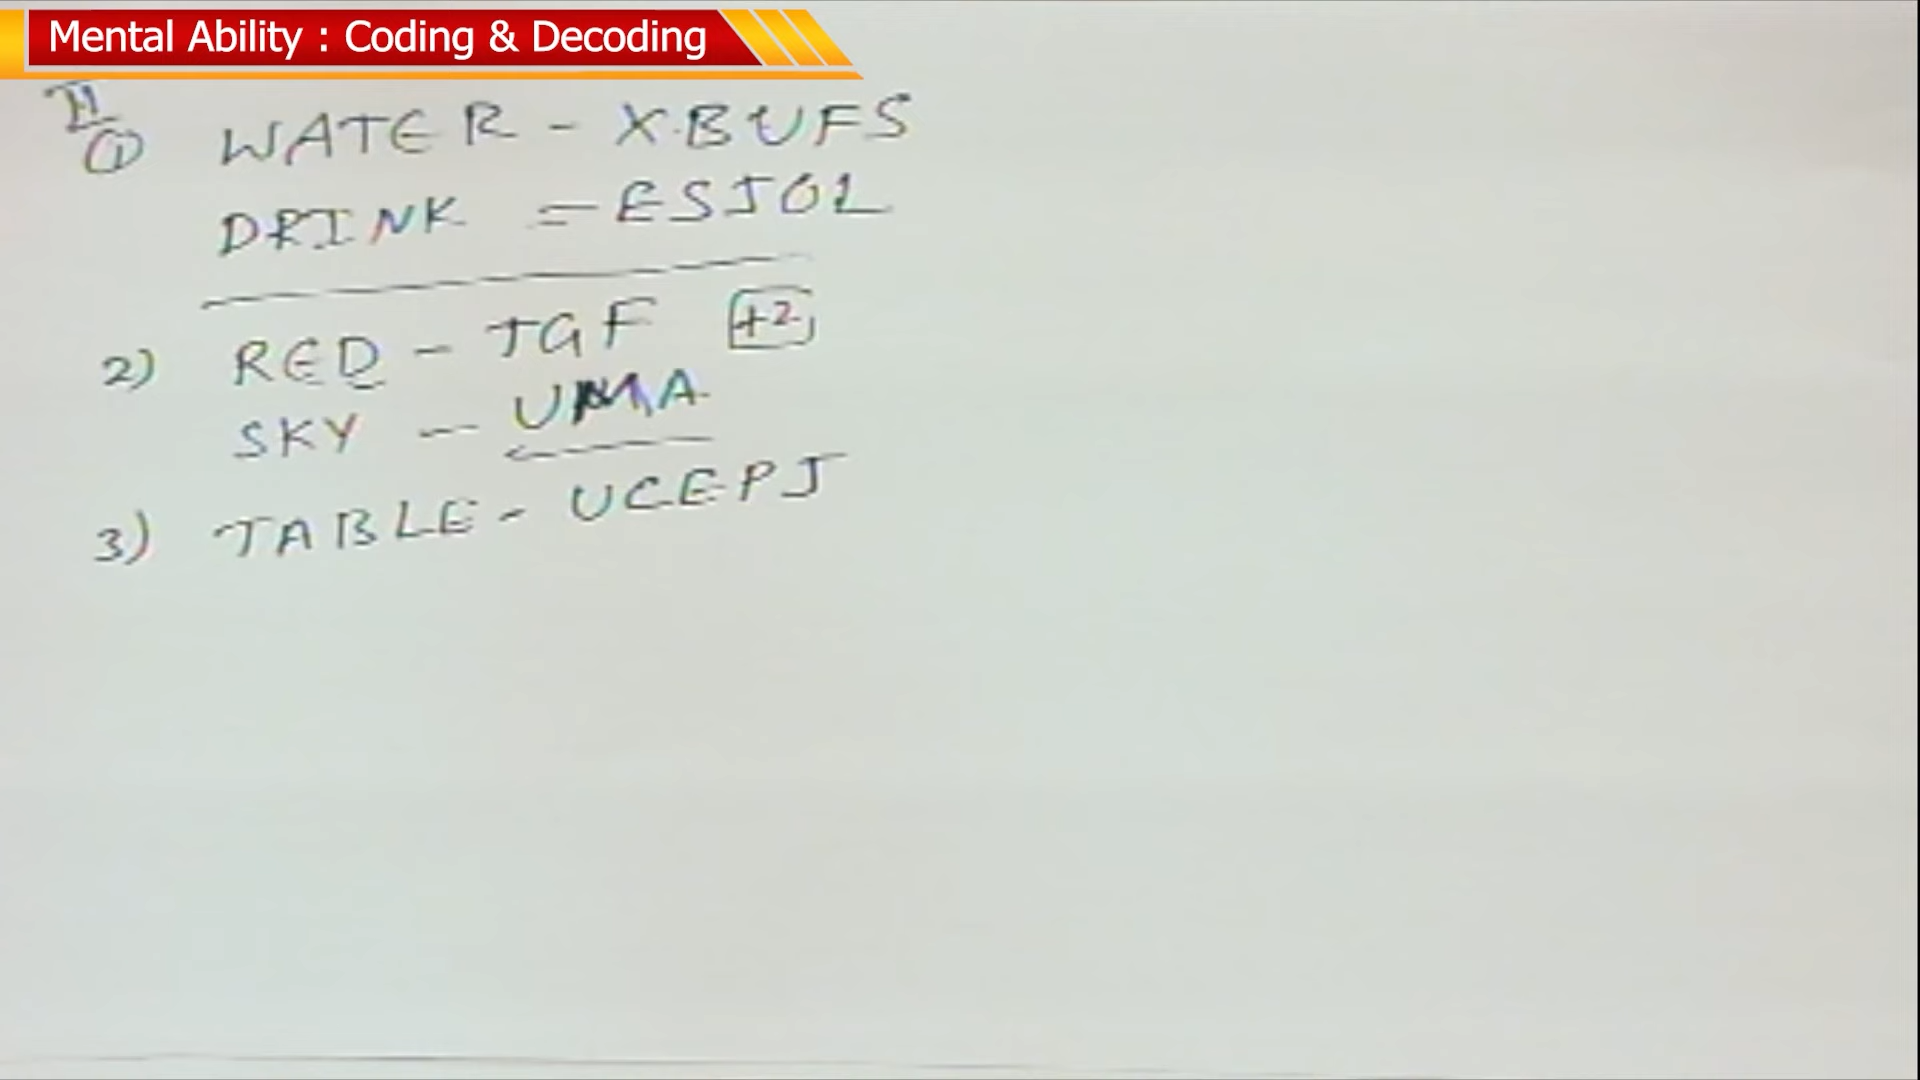 Mental Ability : Coding & Decoding
II
① WATER - XBUFS
DRINK = ESJOL
2) RED - TGF +2
SKY - UMA
3) TABLE - UCEPJ